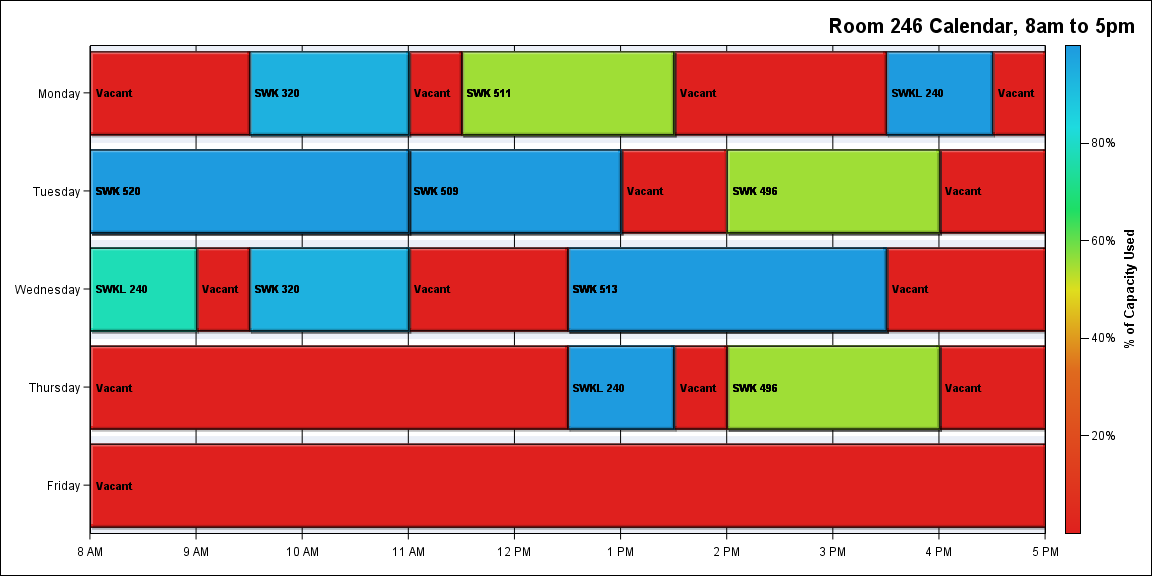 Room 246 Calendar, 8am to 5pm
Monday
Vacant
SWK 320
Vacant
SWK 511
Vacant
SWKL 240
Vacant
Tuesday
SWK 520
SWK 509
Vacant
SWK 496
Vacant
Wednesday
SWKL 240
Vacant
SWK 320
Vacant
SWK 513
Vacant
Thursday
Vacant
SWKL 240
Vacant
SWK 496
Vacant
Friday
Vacant
8 AM
9 AM
10 AM
11 AM
12 PM
1 PM
2 PM
3 PM
4 PM
5 PM
80%
60%
40%
20%
% of Capacity Used